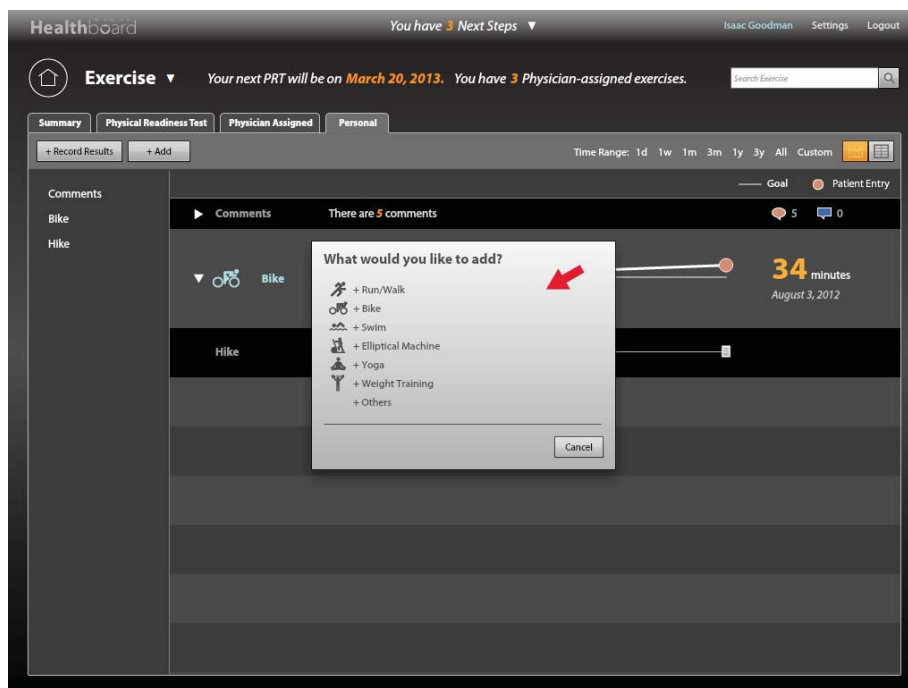 Healthboard
You have 3 Next Steps ▼
Isaac Goodman Settings Logout
Exercise ▼
Your next PRT will be on March 20, 2013. You have 3 Physician-assigned exercises.
Search Exercise
Summary Physical Readiness Test Physician Assigned Personal
+ Record Results + Add
Time Range: 1d 1w 1m 3m 1y 3y All Custom
Goal Patient Entry
Comments
Bike
Hike
Comments There are 5 comments 5 0
Bike
34 minutes
August 3, 2012
Hike
What would you like to add?
+ Run/Walk
+ Bike
+ Swim
+ Elliptical Machine
+ Yoga
+ Weight Training
+ Others
Cancel